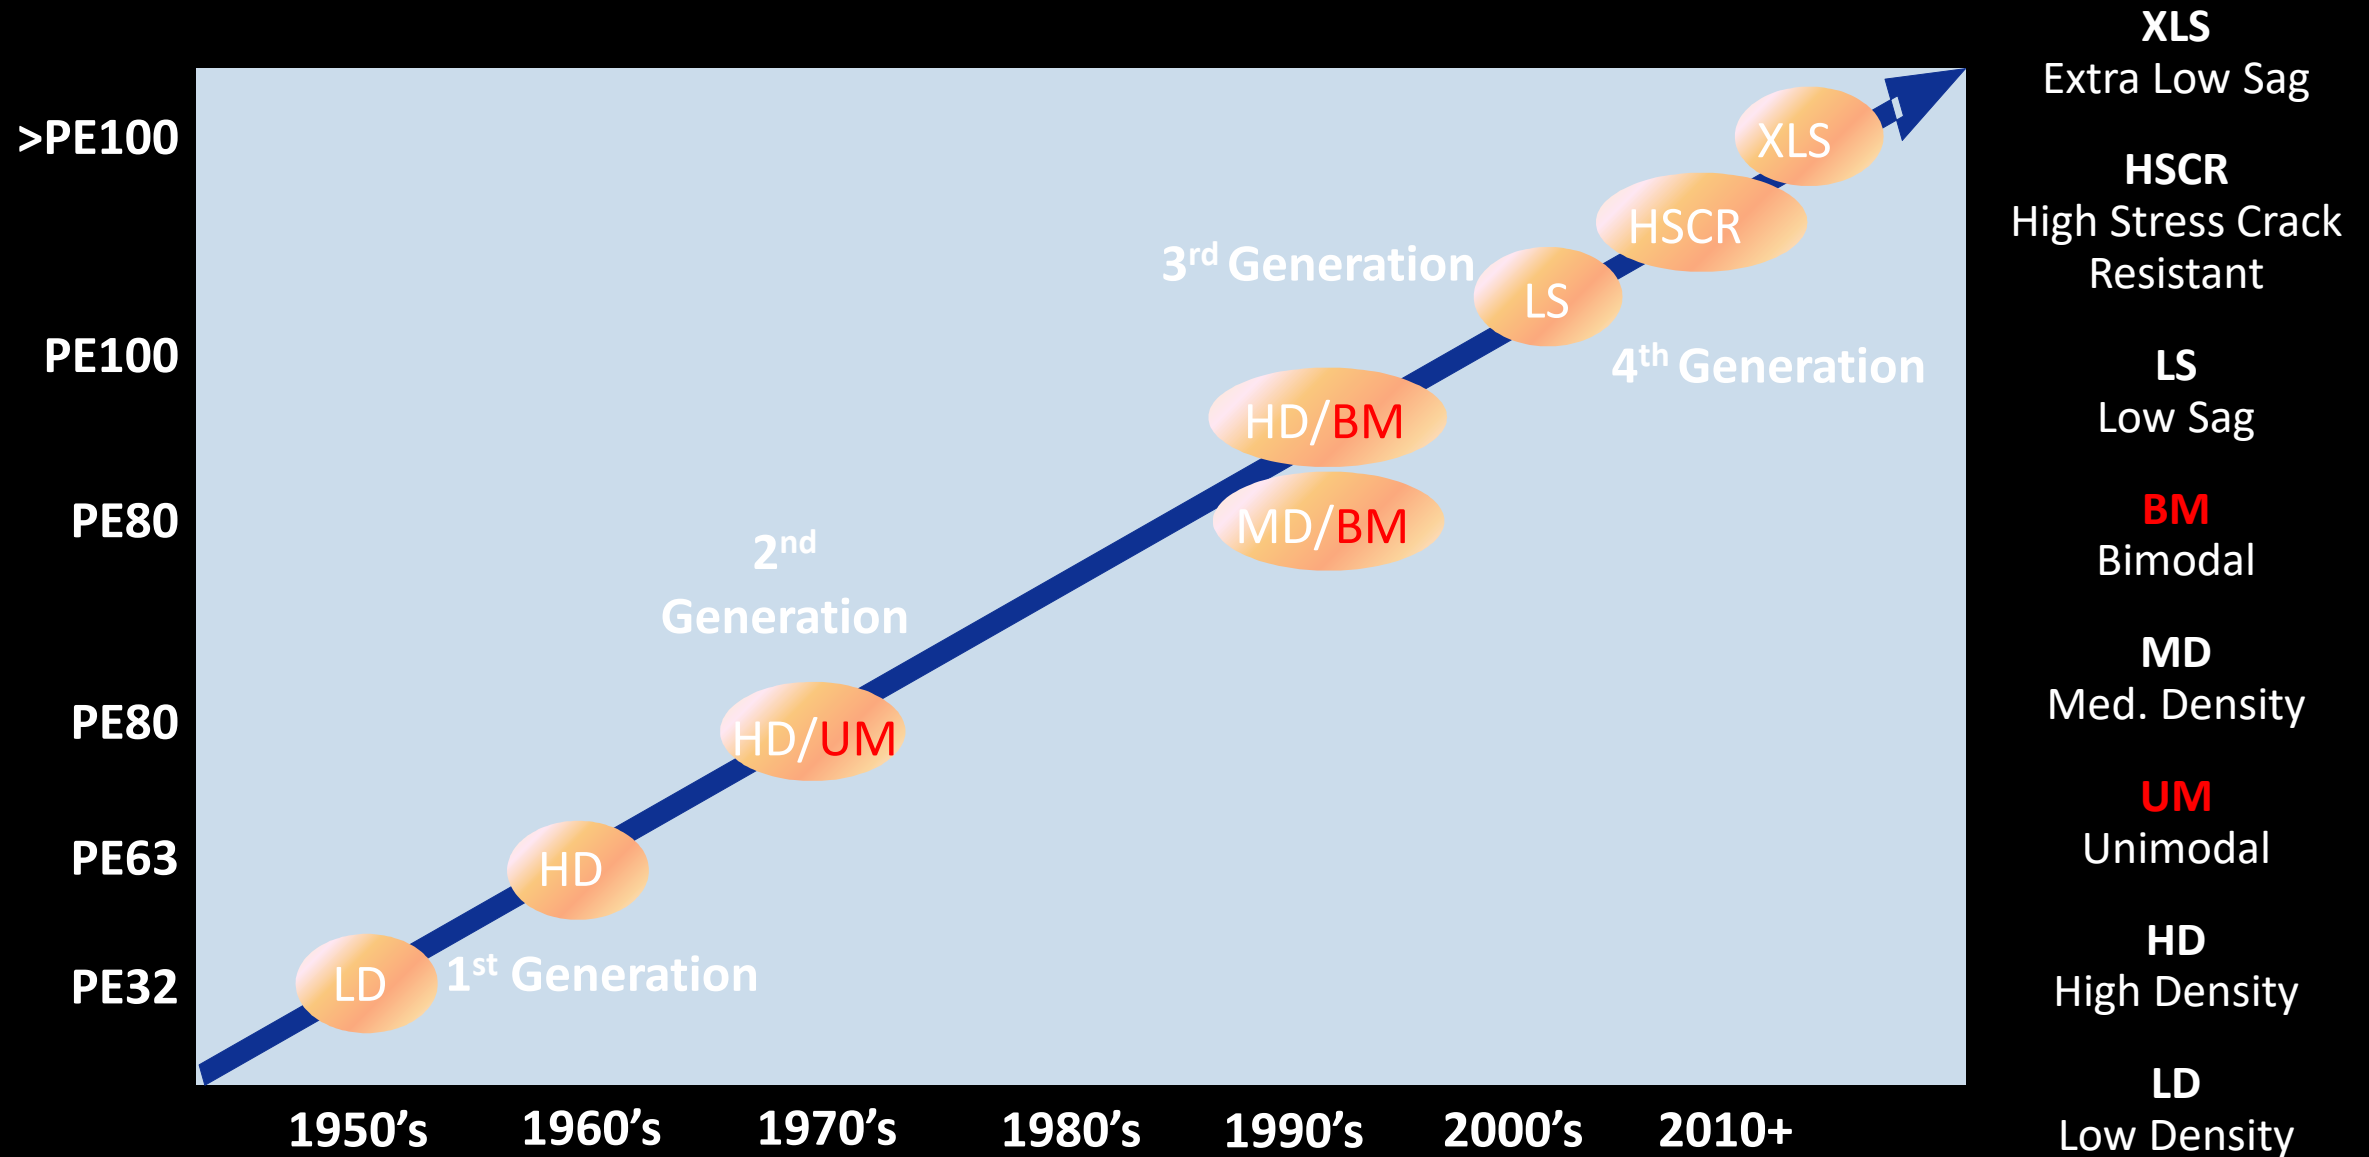 XLS
Extra Low Sag
HSCR
High Stress Crack
Resistant
LS
Low Sag
BM
Bimodal
MD
Med. Density
UM
Unimodal
HD
High Density
LD
Low Density
>PE100
PE100
PE80
PE80
PE63
PE32
XLS
HSCR
3rd Generation
LS
4th Generation
HD/BM
MD/BM
2nd
Generation
HD/UM
HD
LD
1st Generation
1950’s
1960’s
1970’s
1980’s
1990’s
2000’s
2010+